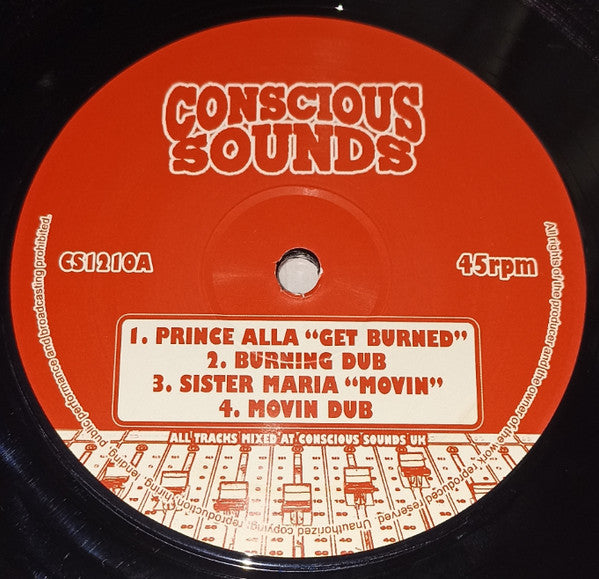 CONSCIOUS
SOUNDS
CS1210A
45rpm
1. PRINCE ALLA “GET BURNED”
2. BURNING DUB
3. SISTER MARIA “MOVIN”
4. MOVIN DUB
ALL TRACKS MIXED AT CONSCIOUS SOUNDS UK
All rights of the producer and the owner of the work reproduced reserved. Unauthorized copying, reproduction, hiring, lending, public performance and broadcasting prohibited.